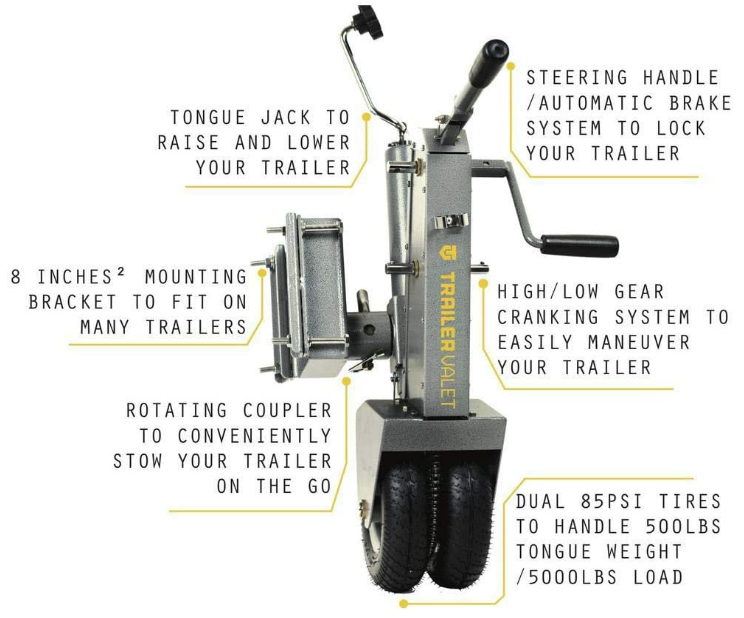 TONGUE JACK TO
RAISE AND LOWER
YOUR TRAILER
STEERING HANDLE
/AUTOMATIC BRAKE
SYSTEM TO LOCK
YOUR TRAILER
8 INCHES² MOUNTING
BRACKET TO FIT ON
MANY TRAILERS
TRAILER VALET
HIGH/LOW GEAR
CRANKING SYSTEM TO
EASILY MANEUVER
YOUR TRAILER
ROTATING COUPLER
TO CONVENIENTLY
STOW YOUR TRAILER
ON THE GO
DUAL 85PSI TIRES
TO HANDLE 500LBS
TONGUE WEIGHT
/5000LBS LOAD